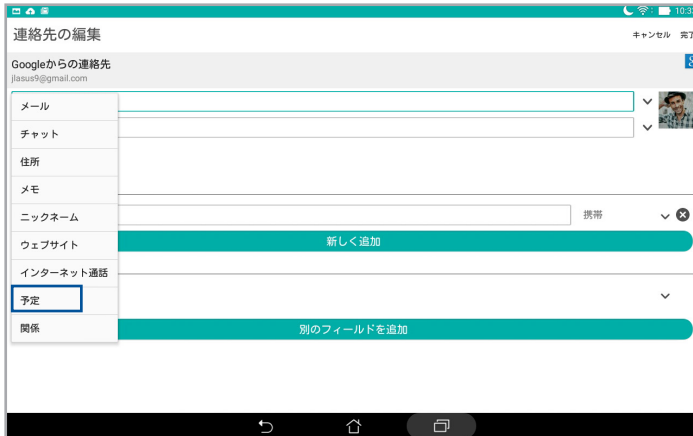 10:33
連絡先の編集
キャンセル 完了
Googleからの連絡先
jlasus9@gmail.com
メール
チャット
住所
メモ
ニックネーム
携帯
ウェブサイト
新しく追加
インターネット通話
予定
関係
別のフィールドを追加